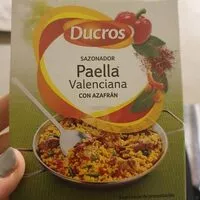 Ducros
SAZONADOR
Paella
Valenciana
CON AZAFRÁN